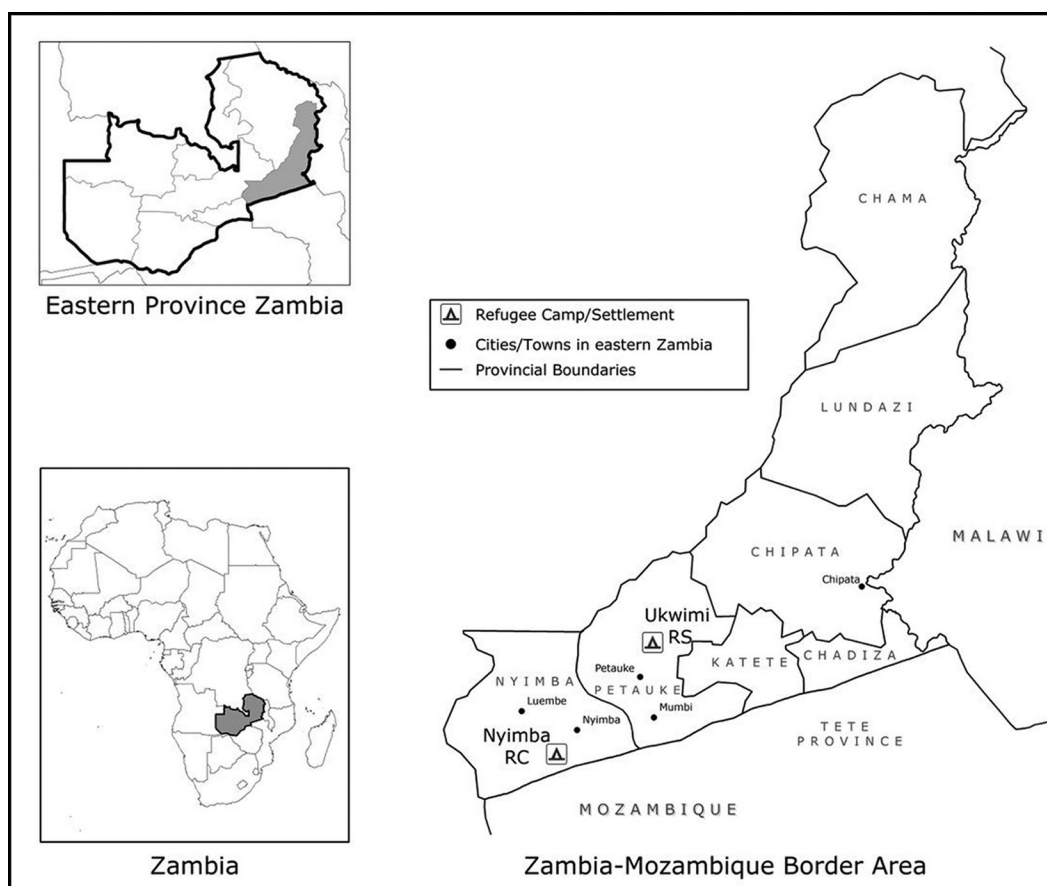 Eastern Province Zambia
Refugee Camp/Settlement
Cities/Towns in eastern Zambia
Provincial Boundaries
CHAMA
LUNDAZI
MALAWI
CHIPATA
Chipata
Ukwimi
RS
KATETE
CHADIZA
Petauke
NYIMBA
PETAUKE
Luembe
Mumbi
Nyimba
Nyimba
RC
TETE
PROVINCE
MOZAMBIQUE
Zambia
Zambia-Mozambique Border Area